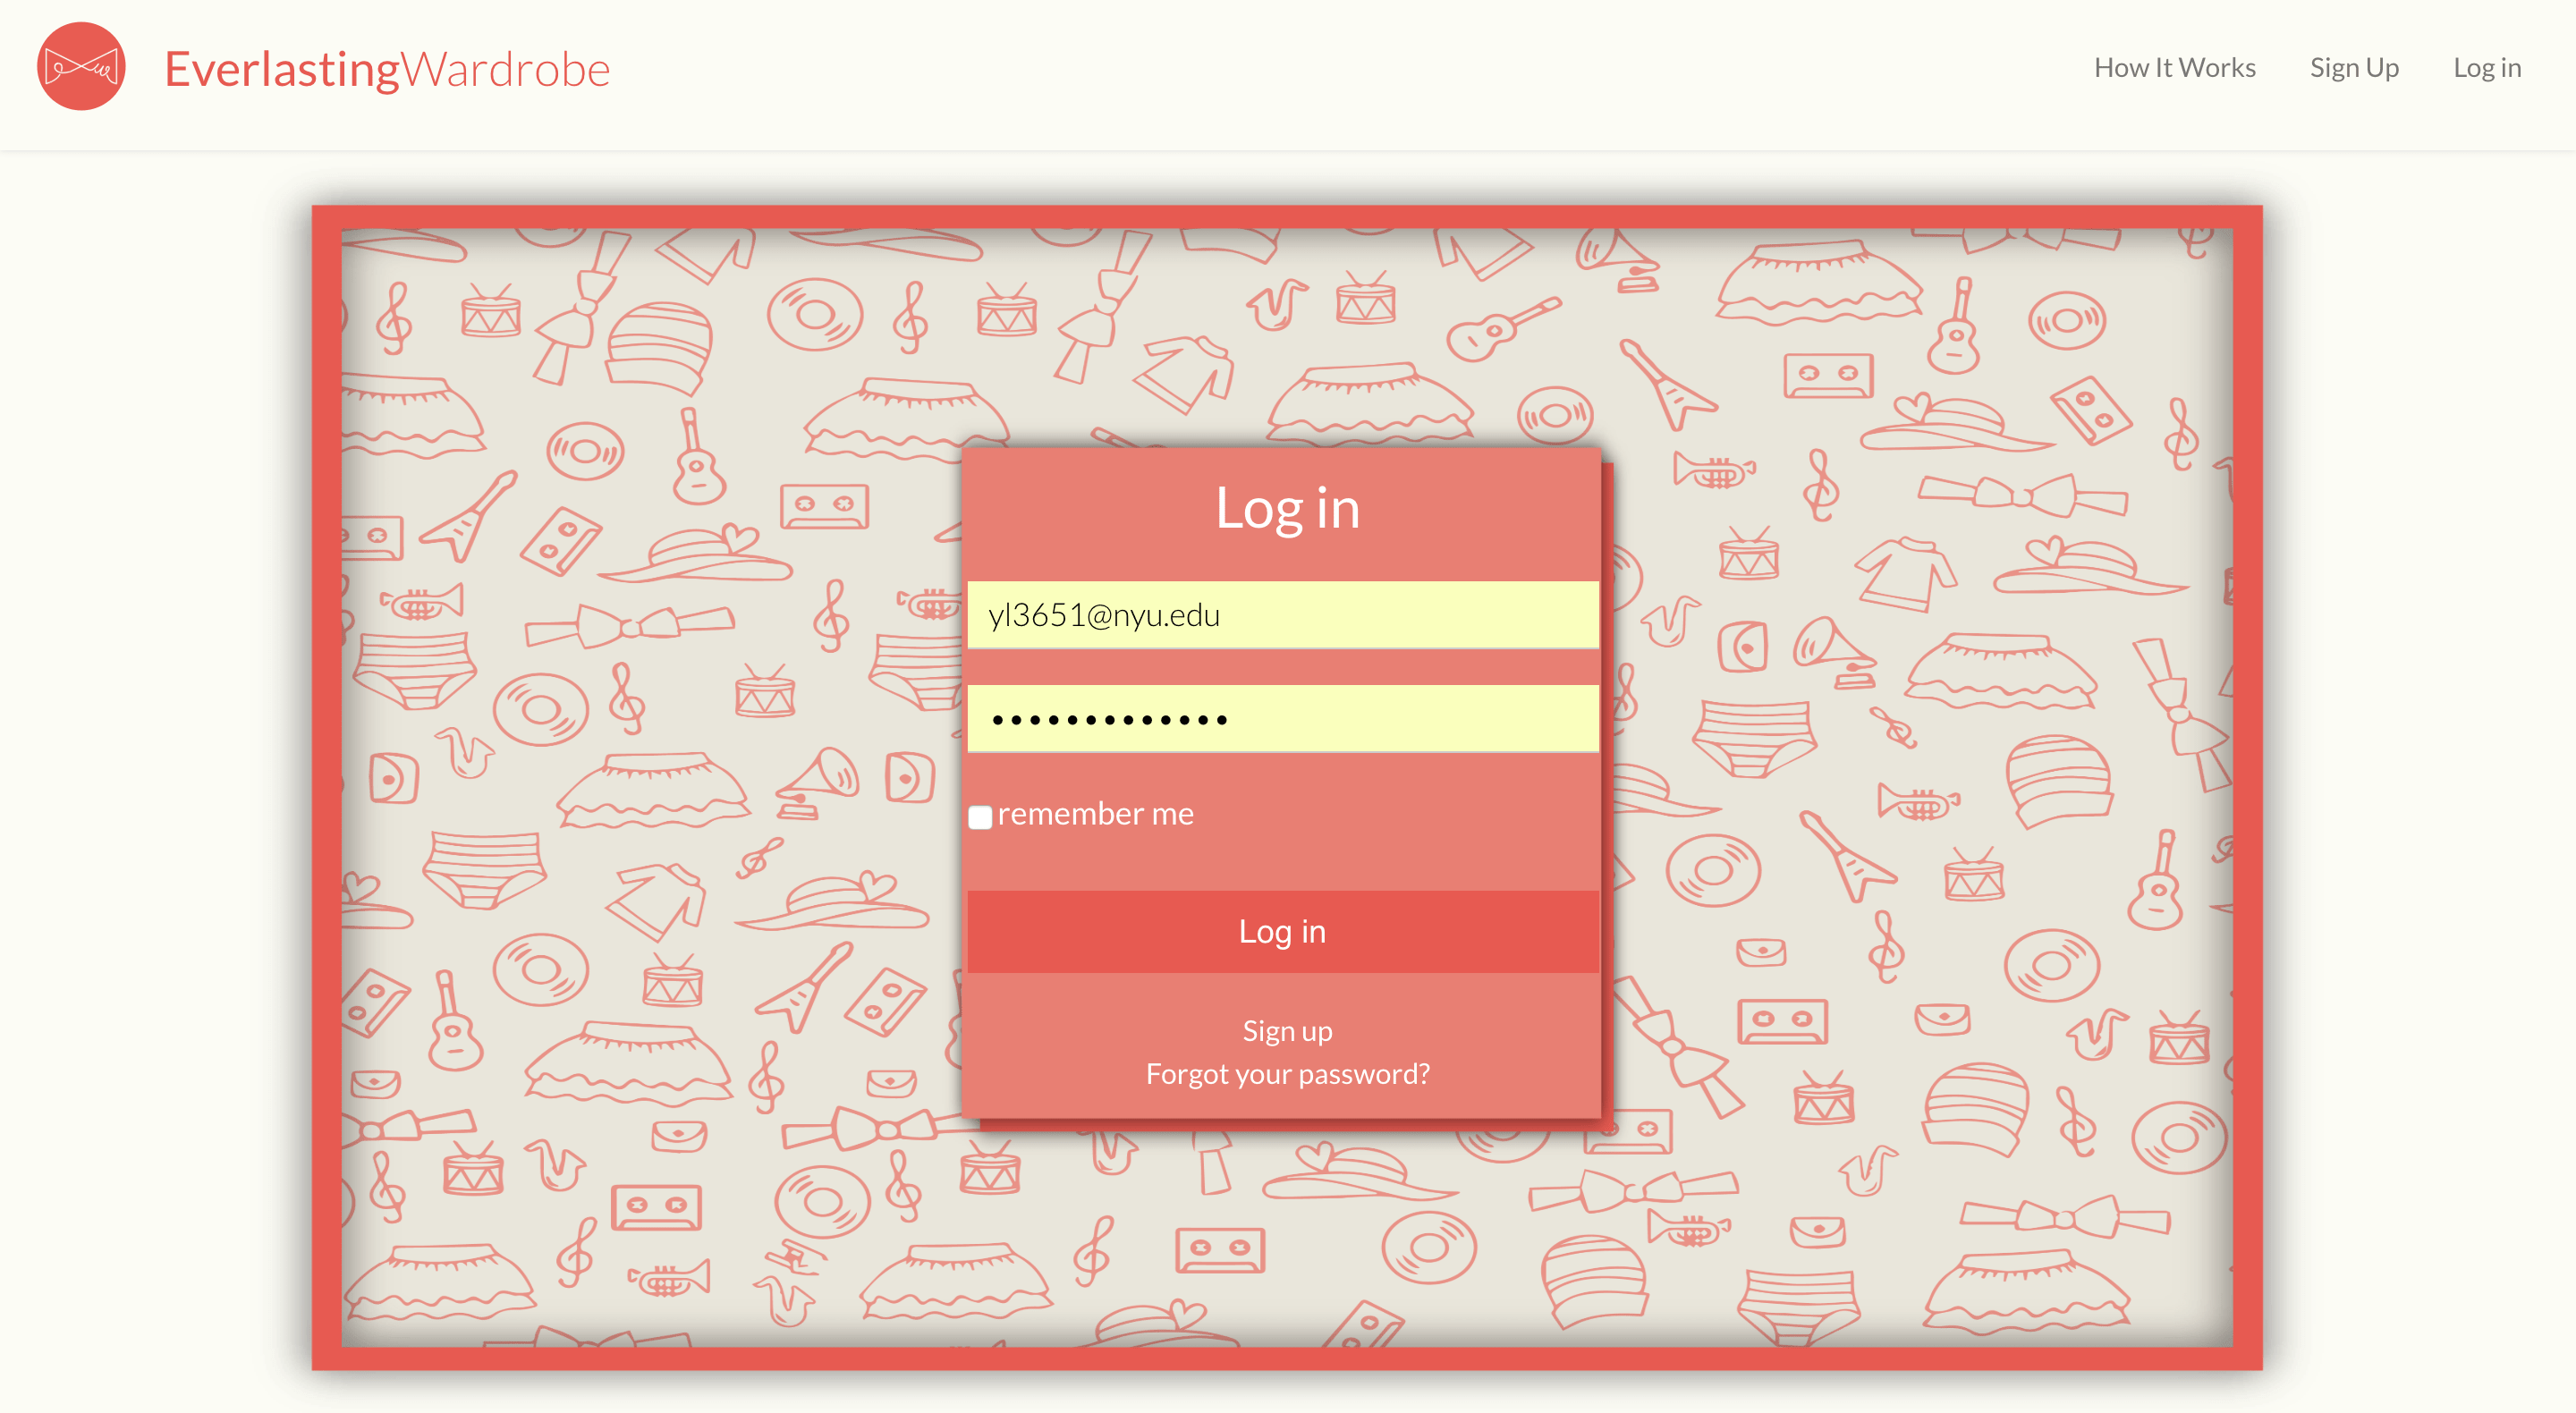 EverlastingWardrobe
How It Works
Sign Up
Log in
Log in
yl3651@nyu.edu
•••••••••••••
remember me
Log in
Sign up
Forgot your password?